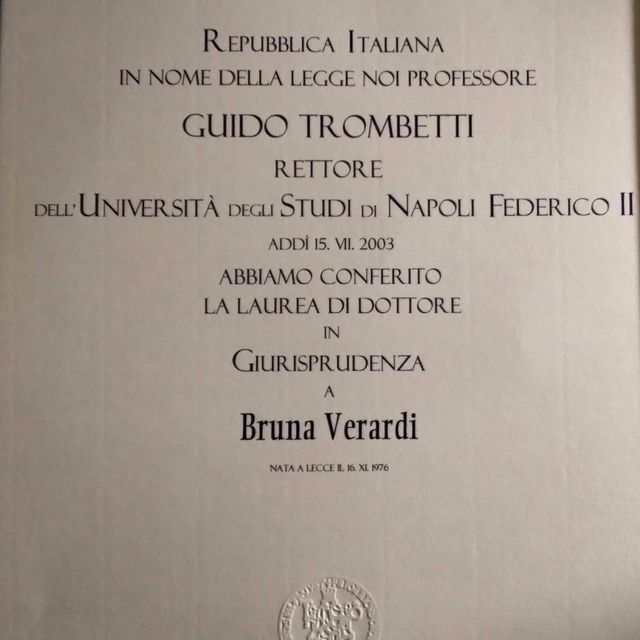 Repubblica Italiana
in nome della legge noi professore
GUIDO TROMBETTI
RETTORE
dell'Università degli Studi di Napoli Federico II
addì 15. VII. 2003
abbiamo conferito
la laurea di dottore
in
Giurisprudenza
a
Bruna Verardi
nata a Lecce il 16. XI. 1976